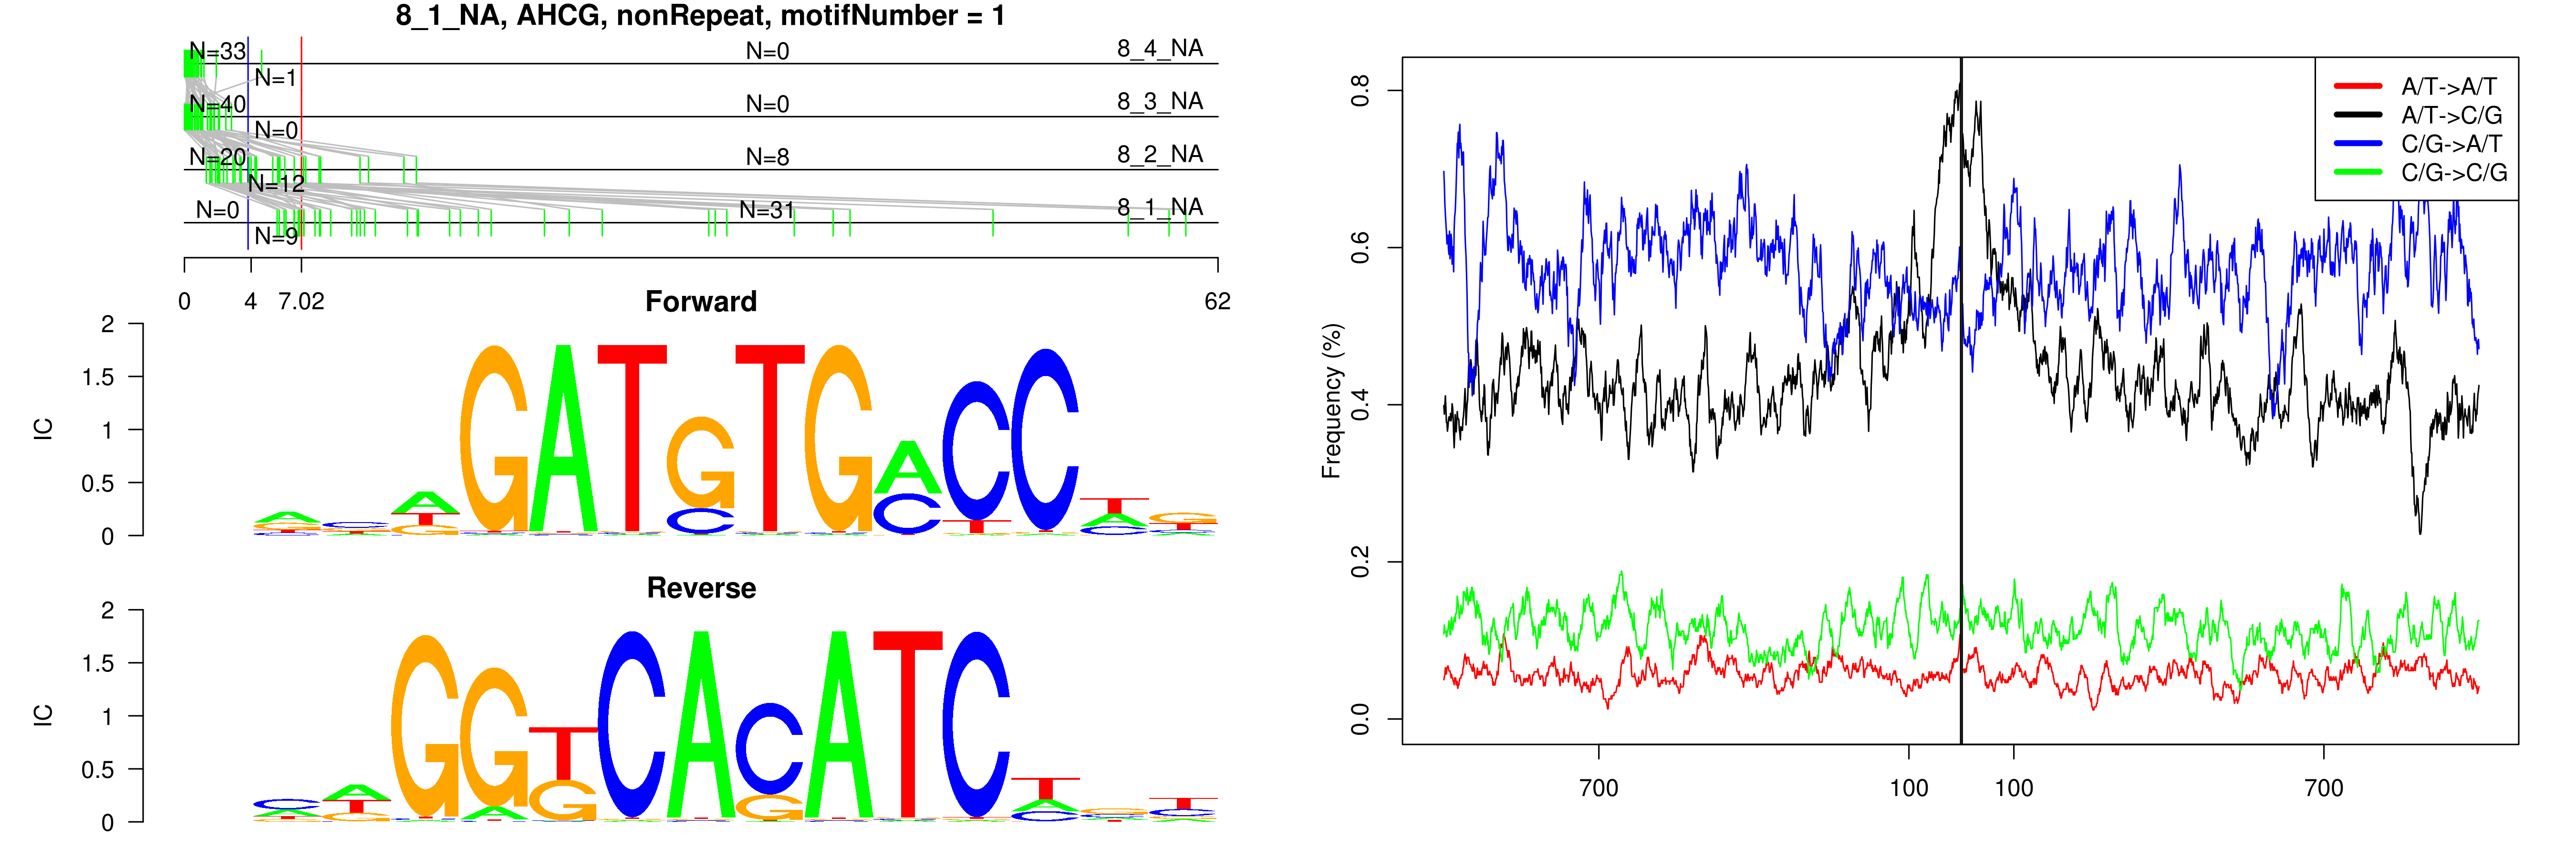 8_1_NA, AHCG, nonRepeat, motifNumber = 1
N=33 N=0 8_4_NA
N=1
N=40 N=0 8_3_NA
N=0
N=20 N=8 8_2_NA
N=12
N=0 N=31 8_1_NA
N=9
0 4 7.02 62
Forward
IC
2
1.5
1
0.5
0
GATGTGACC
C C T
A G A T C A T G A T C G T A
Reverse
IC
2
1.5
1
0.5
0
GGTCACATC
A G G
C A T A T G T A C T C
Frequency (%)
0.8
0.6
0.4
0.2
0.0
700 100 100 700
A/T->A/T
A/T->C/G
C/G->A/T
C/G->C/G